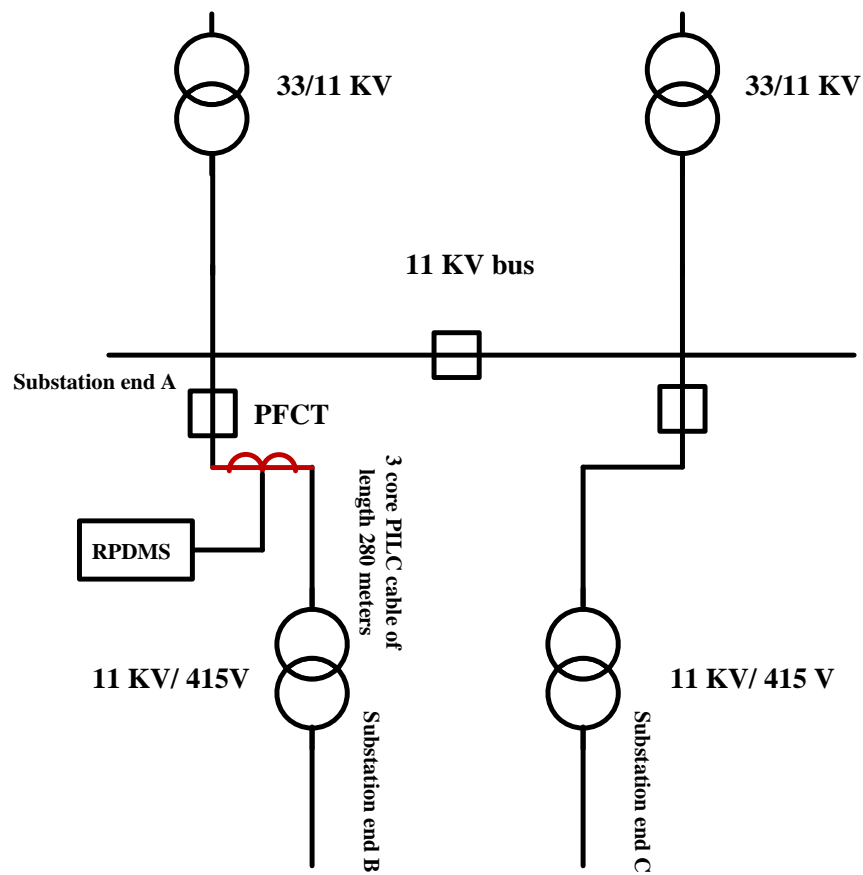 33/11 KV
33/11 KV
11 KV bus
Substation end A
PFCT
3 core PILC cable of
length 280 meters
RPDMS
11 KV/ 415V
11 KV/ 415 V
Substation end B
Substation end C